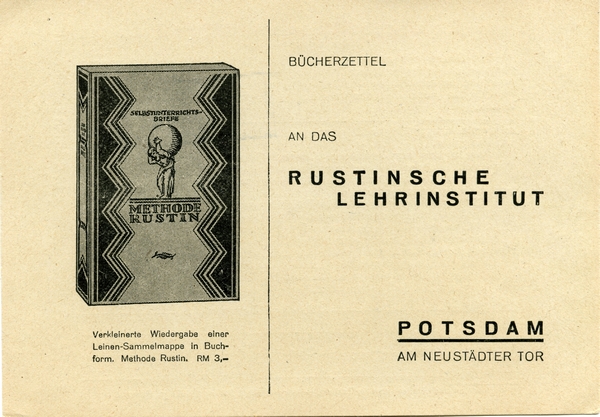 SELBSTUNTERRICHTS-
BRIEFE
METHODE
RUSTIN
Verkleinerte Wiedergabe einer
Leinen-Sammelmappe in Buch-
form. Methode Rustin. RM 3,—
BÜCHERZETTEL
AN DAS
RUSTINSCHE
LEHRINSTITUT
POTSDAM
AM NEUSTÄDTER TOR